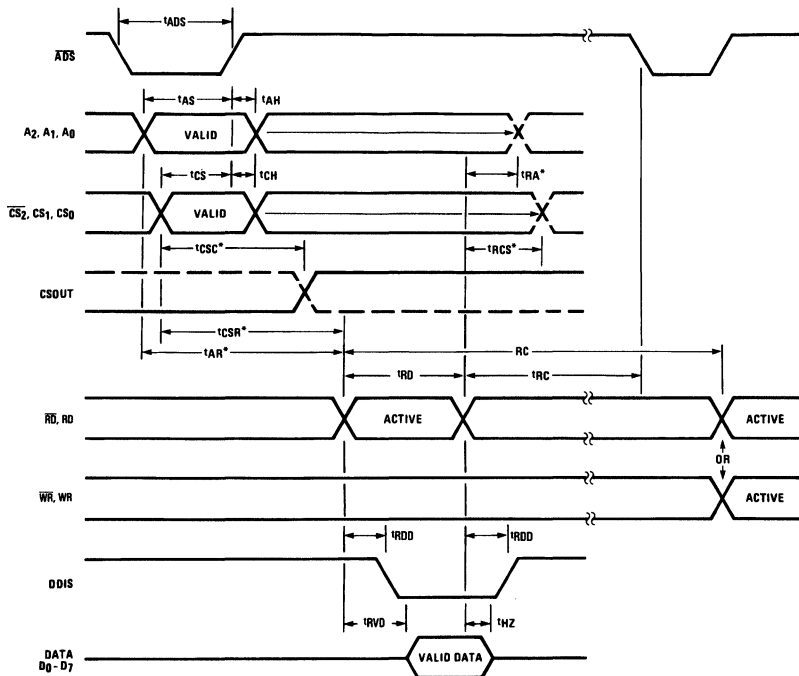 tADS
ADS
tAS tAH
A2, A1, A0 VALID
tCS tCH tRA*
CS2, CS1, CS0 VALID
tCSC* tRCS*
CSOUT
tCSR*
tAR* RC
tRD tRC
RD, RD ACTIVE ACTIVE
OR
WR, WR ACTIVE
tRDD tRDD
DDIS
tRVD tHZ
DATA
D0-D7 VALID DATA